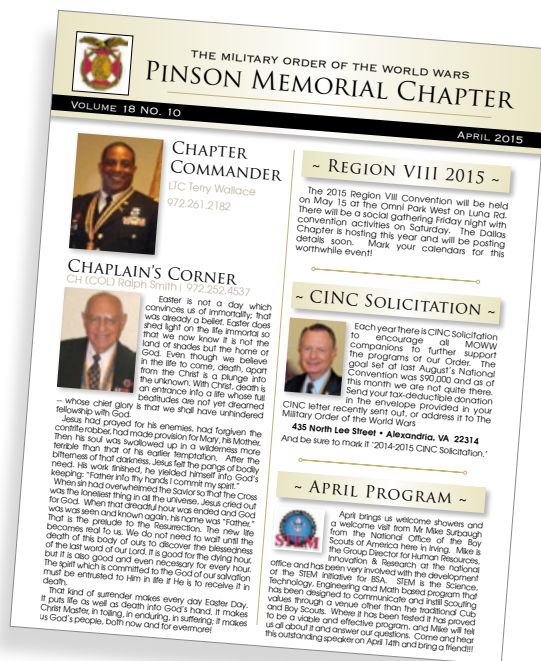 THE MILITARY ORDER OF THE WORLD WARS
PINSON MEMORIAL CHAPTER
VOLUME 18 NO. 10
APRIL 2015
CHAPTER
COMMANDER
LTC Terry Wallace
972.261.2182
CHAPLAIN'S CORNER
CH (COL) Ralph Smith| 972.252.4537
Easter is not a day which
convinces us of immortality; that
was already a belief. Easter does
shed light on the life immortal so
that we now know it is not the
land of shades but the home of
God. Even though we believe
in the life to come, death, apart
from the Christ is a plunge into
the unknown. With Christ, death is
an entrance into a life whose full
beatitudes are not yet dreamed
-- whose chief glory is that we shall have unhindered
fellowship with God.
Jesus had prayed for his enemies, had forgiven the
contrite robber, had made provision for Mary, his Mother.
Then his soul was swallowed up in a wilderness more
terrible than that of his earlier temptation. After the
bitterness of that darkness, Jesus felt the pangs of bodily
need. His work finished, he yielded himself into God's
keeping: "Father into thy hands I commit my spirit."
When sin had overwhelmed the Savior so that the Cross
was the loneliest thing in all the universe, Jesus cried out
for God. When that dreadful hour was ended and God
was was seen and known again, his name was "Father."
That is the prelude to the Resurrection. The new life
becomes real to us. We do not need to wait until the
death of this body of ours to discover the blessedness
of the last word of our Lord. It is good for the dying hour,
but it is also good and even necessary for every hour.
The spirit which is committed to the God of our salvation
must be entrusted to Him in life if He is to receive it in
death.
That kind of surrender makes every day Easter Day.
It puts life as well as death into God's hand. It makes
Christ Master, in toiling, in enduring, in suffering; it makes
us God's people, both now and for evermore!
~ REGION VIII 2015 ~
The 2015 Region VIII Convention will be held
on May 15 at the Omni Park West on Luna Rd.
There will be a social gathering Friday night with
convention activities on Saturday. The Dallas
Chapter is hosting this year and will be posting
details soon. Mark your calendars for this
worthwhile event!
~ CINC SOLICITATION ~
Each year there is CINC Solicitation
to encourage all MOWW
companions to further support
the programs of our Order. The
goal set at last August's National
Convention was $90,000 and as of
this month we are not quite there.
Send your tax-deductible donation
in the envelope provided in your
CINC letter recently sent out, or address it to The
Military Order of the World Wars
435 North Lee Street • Alexandria, VA 22314
And be sure to mark it '2014-2015 CINC Solicitation.'
~ APRIL PROGRAM ~
STEM
April brings us welcome showers and
a welcome visit from Mr Mike Surbaugh
from the National Office of the Boy
Scouts of America here in Irving. Mike is
the Group Director for Human Resources,
Innovation & Research at the national
office and has been very involved with the development
of the STEM initiative for BSA. STEM is the Science,
Technology, Engineering and Math based program that
has been designed to communicate and instill Scouting
values through a venue other than the traditional Cub
and Boy Scouts. Where it has been tested it has proved
to be a viable and effective program, and Mike will tell
us all about it and answer our questions. Come and hear
this outstanding speaker on April 14th and bring a friend!!!